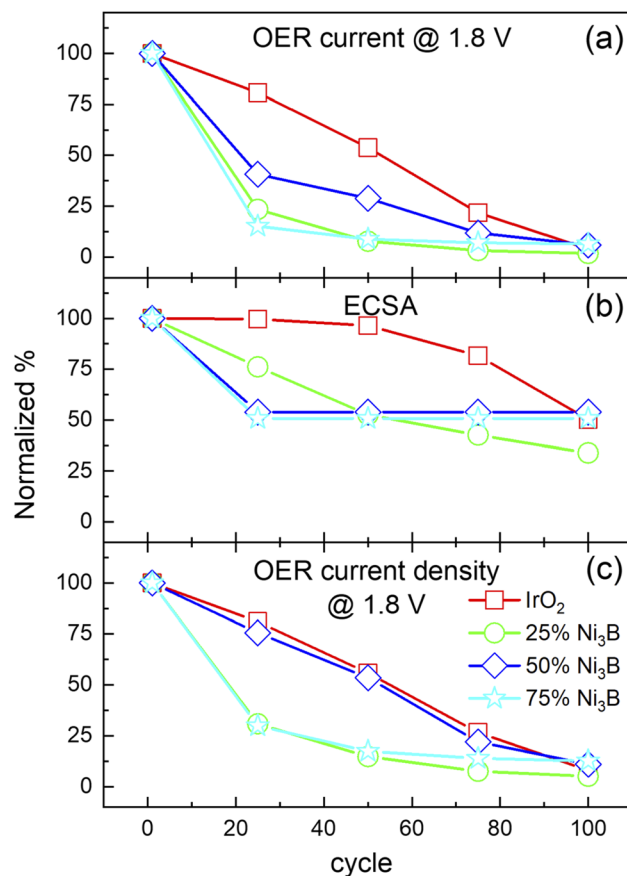 OER current @ 1.8 V (a)
100
75
50
25
0
ECSA (b)
100
75
50
25
0
Normalized %
OER current density
@ 1.8 V
(c)
100
75
50
25
0
IrO₂
25% Ni₃B
50% Ni₃B
75% Ni₃B
0 20 40 60 80 100
cycle